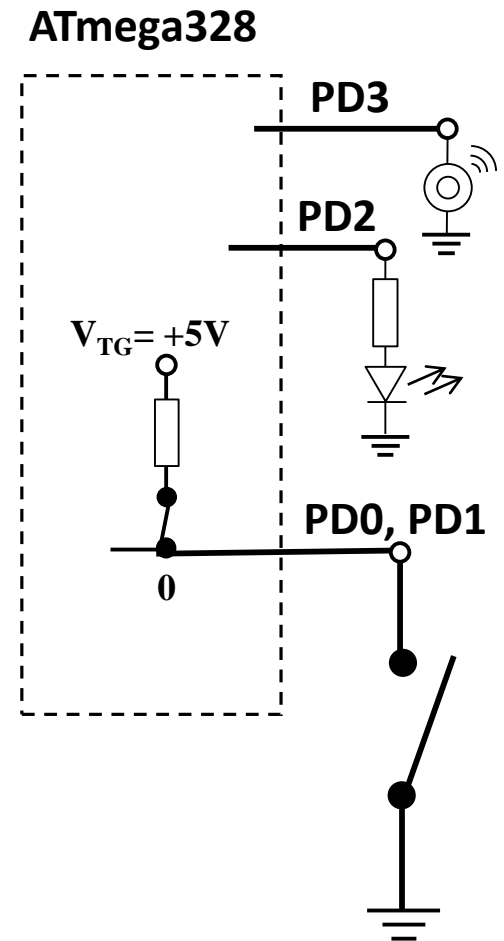 ATmega328
PD3
PD2
V_TG= +5V
PD0, PD1
0